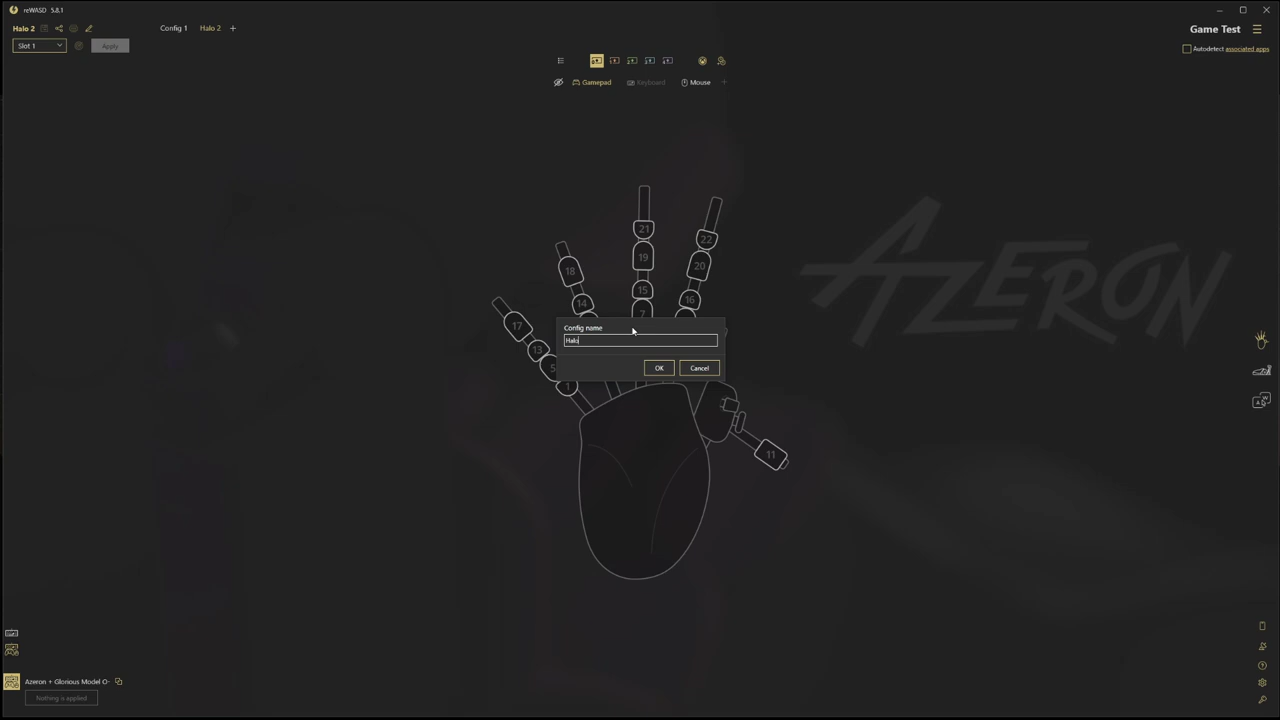 reWASD 5.8.1
Halo 2
Config 1
Halo 2
+
Game Test
Slot 1
Apply
Autodetect associated apps
Gamepad
Keyboard
Mouse
+
AZERON
21
22
19
20
18
15
16
14
7
17
13
5
1
11
Config name
Halo
OK
Cancel
Azeron + Glorious Model O-
Nothing is applied